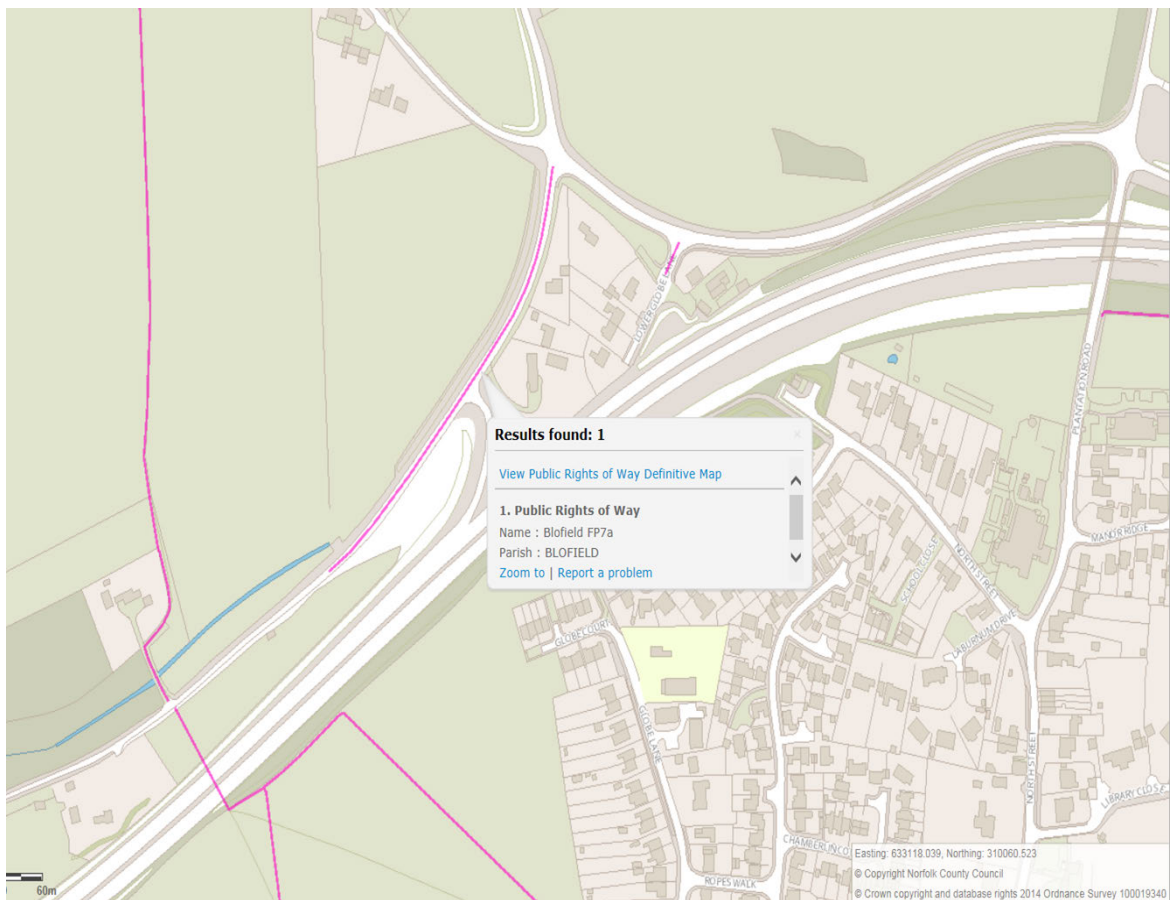 LOWER GLOBE LANE
PLANTATION ROAD
Results found: 1
View Public Rights of Way Definitive Map
1. Public Rights of Way
Name : Blofield FP7a
Parish : BLOFIELD
Zoom to | Report a problem
MANOR RIDGE
SCHOOL CLOSE
NORTH STREET
GLOBE COURT
LABURNUM DRIVE
GLOBE LANE
NORTH STREET
LIBRARY CLOSE
CHAMBERLIN CO
ROPES WALK
60m
Easting: 633118.039, Northing: 310060.523
© Copyright Norfolk County Council
© Crown copyright and database rights 2014 Ordnance Survey 100019340